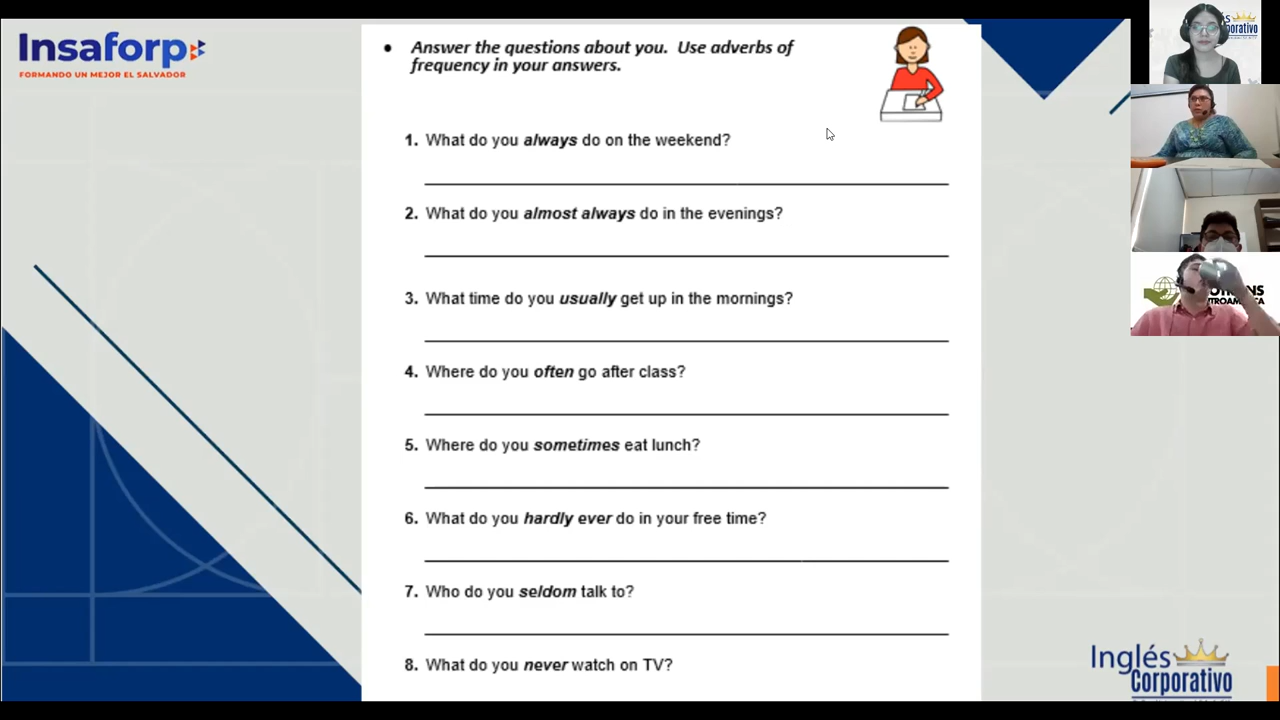 Insaforp
FORMANDO UN MEJOR EL SALVADOR
• Answer the questions about you. Use adverbs of
frequency in your answers.
1. What do you always do on the weekend?
2. What do you almost always do in the evenings?
3. What time do you usually get up in the mornings?
4. Where do you often go after class?
5. Where do you sometimes eat lunch?
6. What do you hardly ever do in your free time?
7. Who do you seldom talk to?
8. What do you never watch on TV?
Inglés
Corporativo